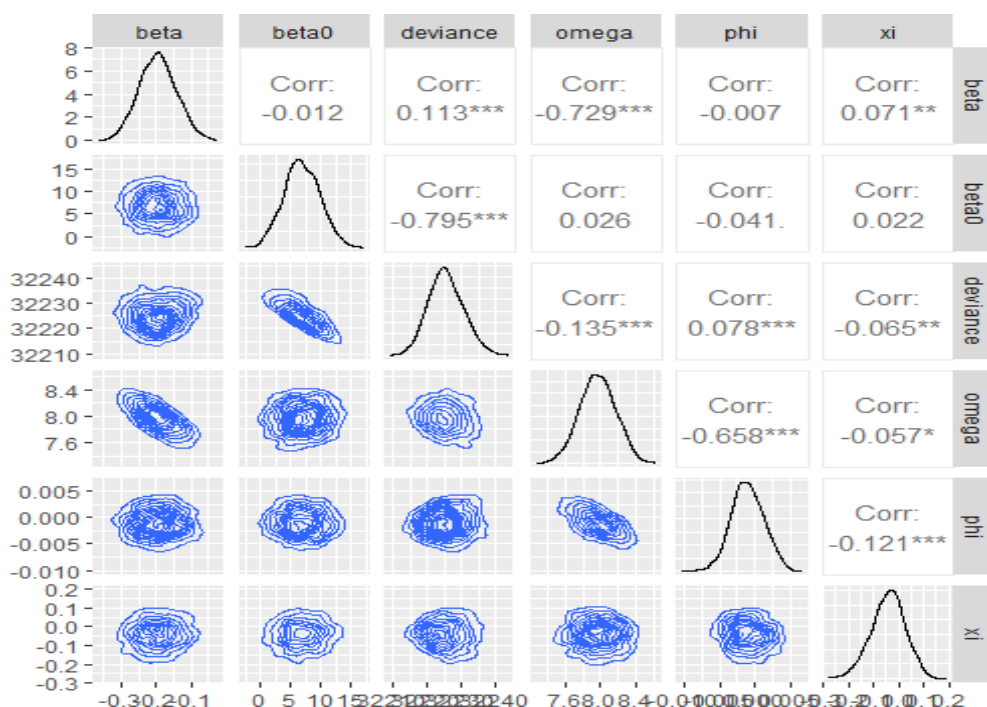 beta beta0 deviance omega phi xi
8
6
4
2
0
Corr:
-0.012
Corr:
0.113***
Corr:
-0.729***
Corr:
-0.007
Corr:
0.071**
beta
15
10
5
0
Corr:
-0.795***
Corr:
0.026
Corr:
-0.041.
Corr:
0.022
beta0
32240
32230
32220
32210
Corr:
-0.135***
Corr:
0.078***
Corr:
-0.065**
deviance
8.4
8.0
7.6
Corr:
-0.658***
Corr:
-0.057*
omega
0.005
0.000
-0.005
-0.010
Corr:
-0.121***
phi
0.2
0.1
0.0
-0.1
-0.2
-0.3
xi
-0.3 -0.2 -0.1 0 5 10 15 32240 7.6 8.0 8.4 0.2